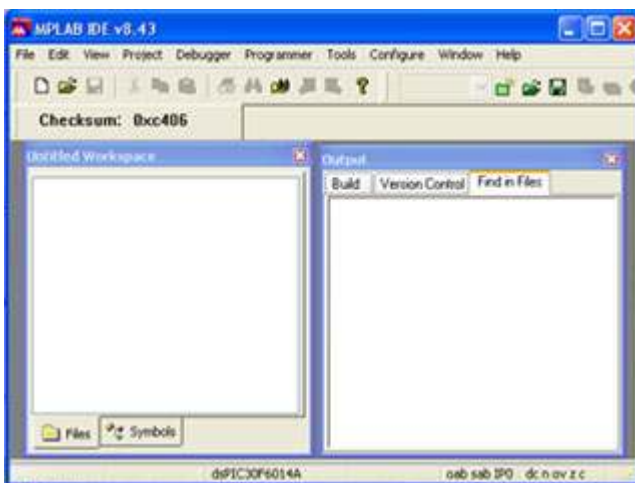 MPLAB IDE v8.43
File Edit View Project Debugger Programmer Tools Configure Window Help
Checksum: 0xc406
Untitled Workspace
Output
Build Version Control Find in Files
Files Symbols
dsPIC30F6014A oab sab IP0 dc n ov z c